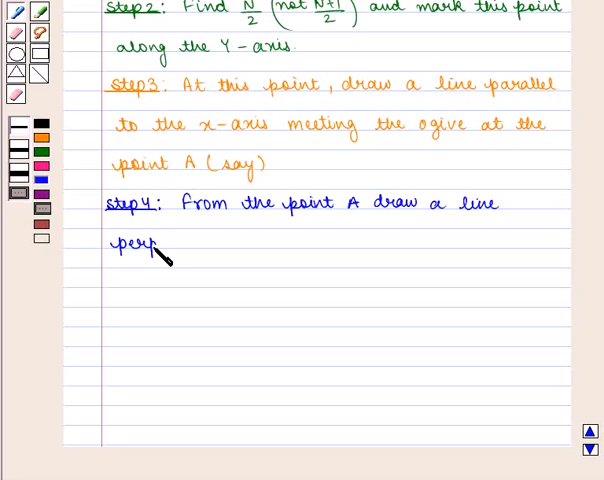 Step2: Find N/2 (not N+1/2) and mark this point
along the Y-axis.
Step3: At this point, draw a line parallel
to the x-axis meeting the ogive at the
point A (say)
Step4: From the point A draw a line
perp